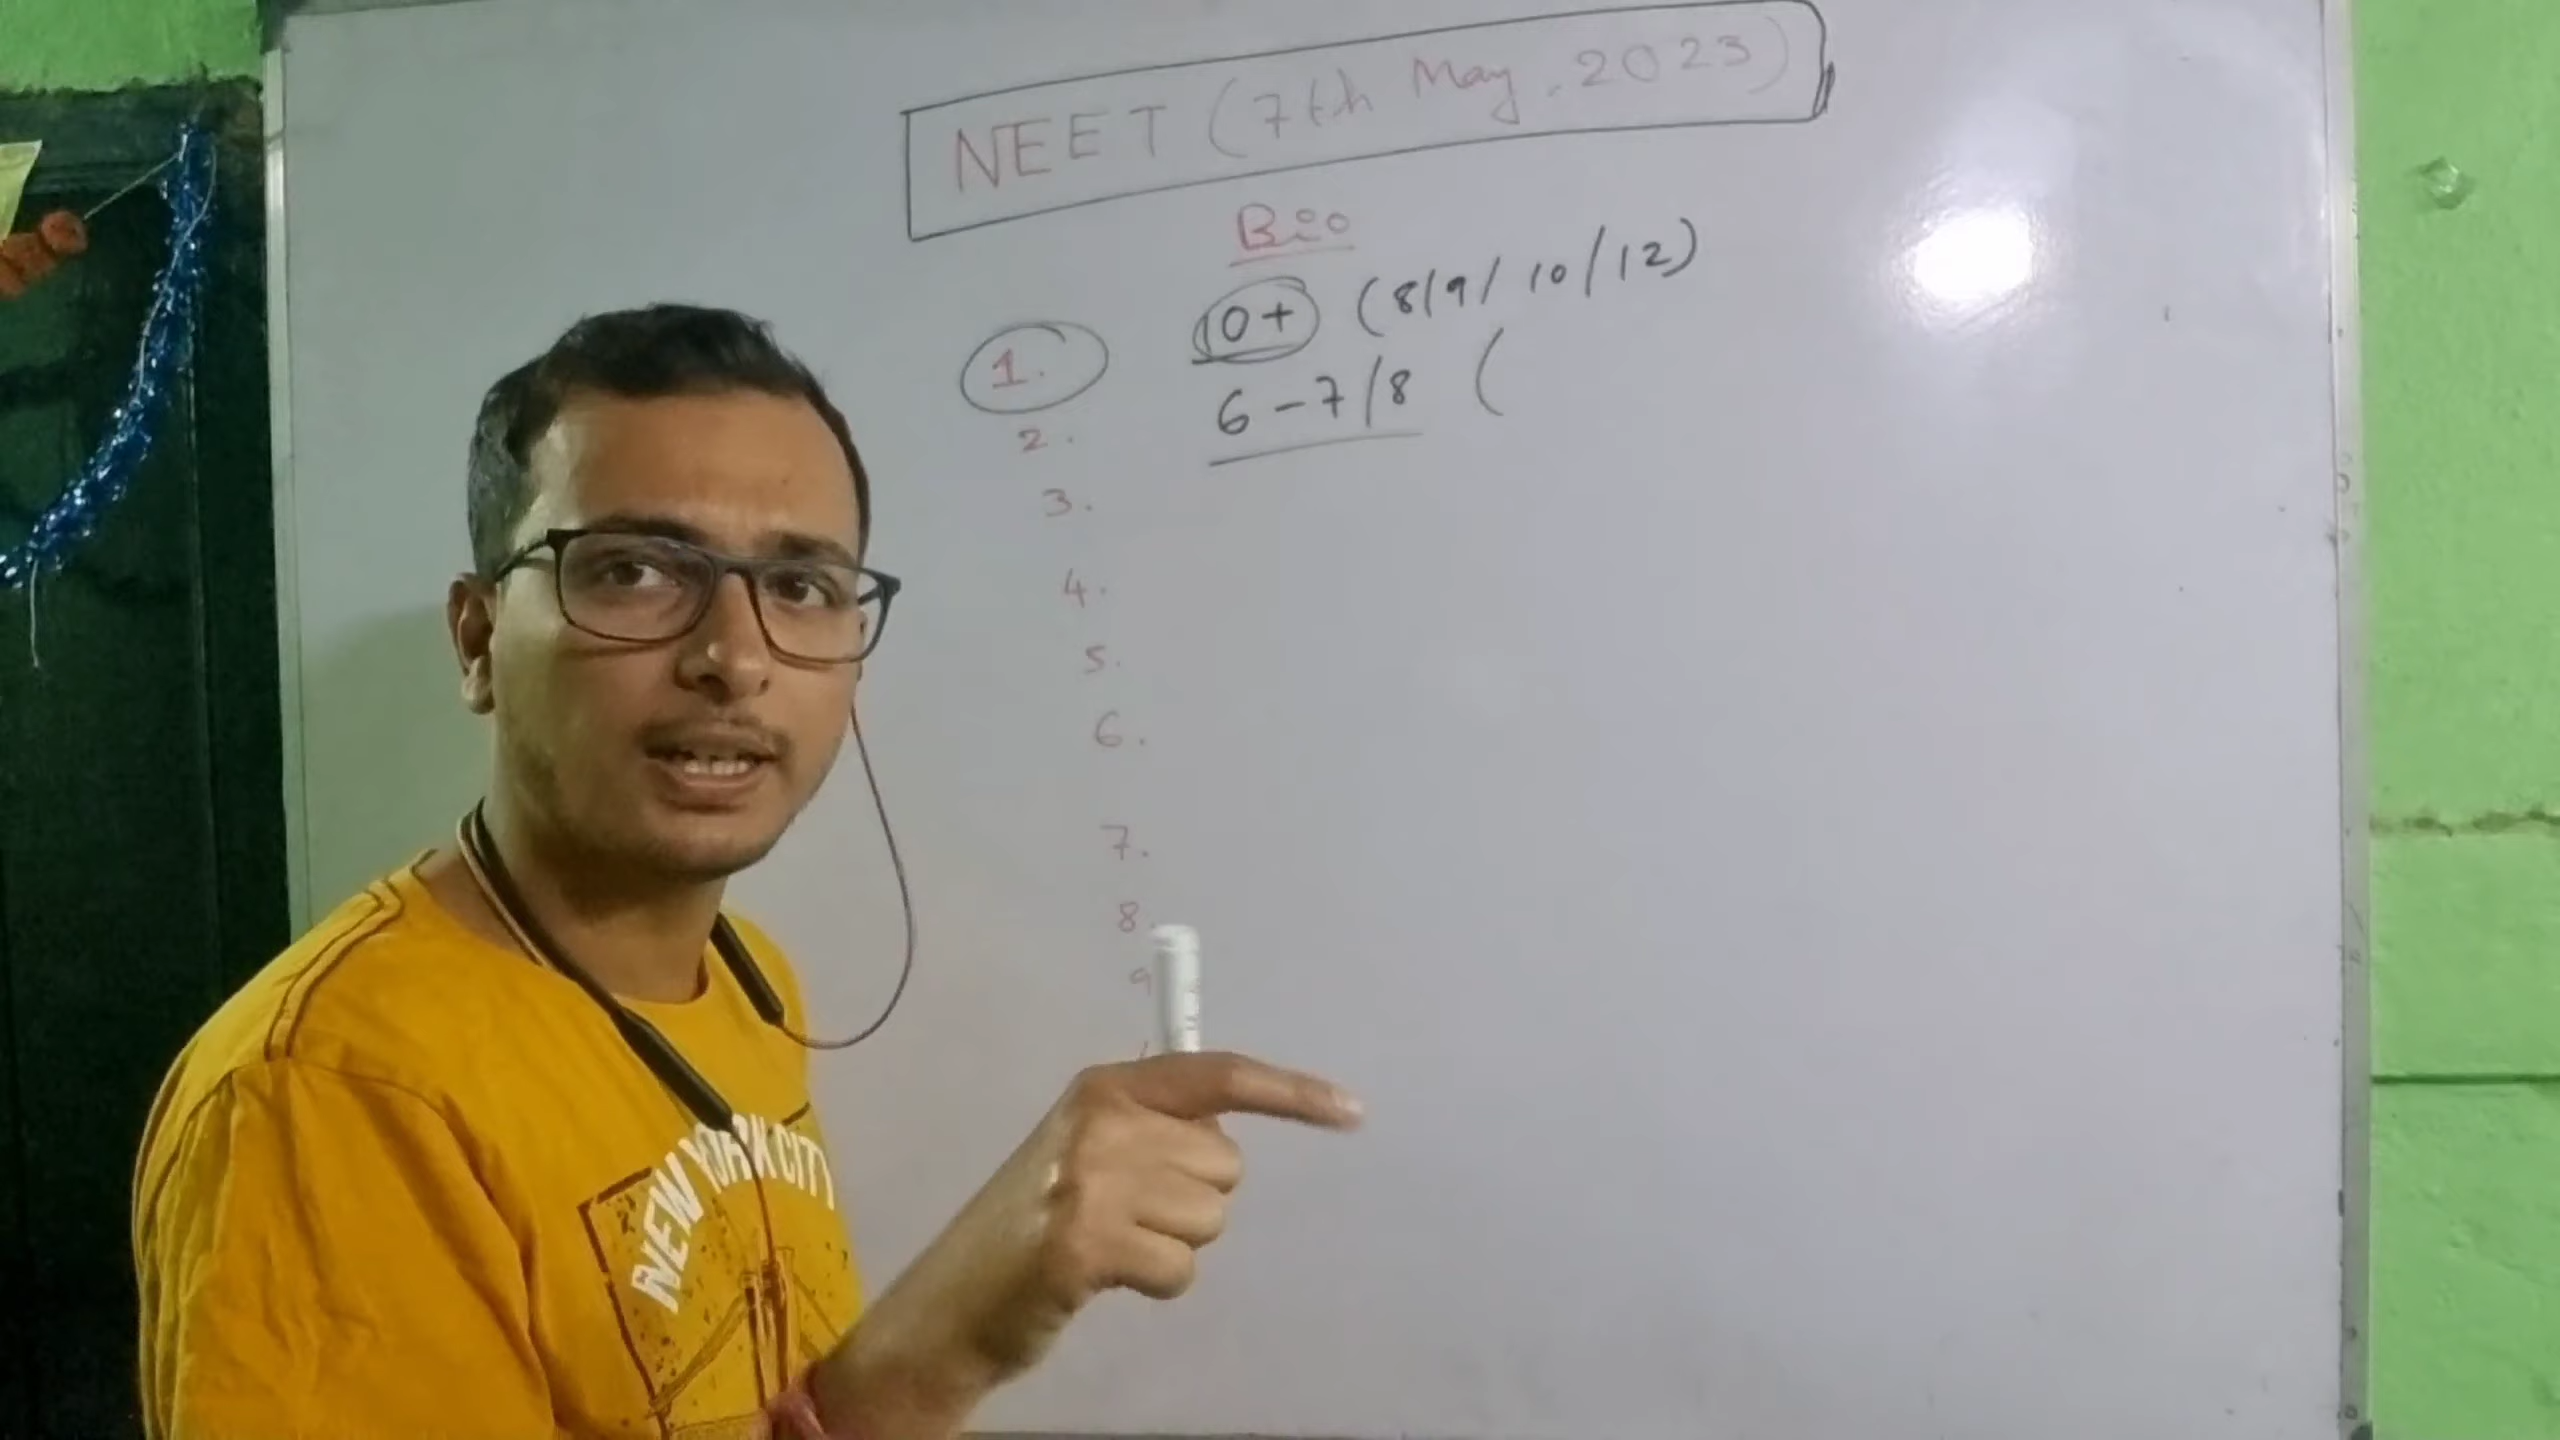 NEET (7th May, 2023)
Bio
1. 10+ (8/9/10/12)
6-7/8 (
2.
3.
4.
5.
6.
7.
8.
9
NEW YORK CITY